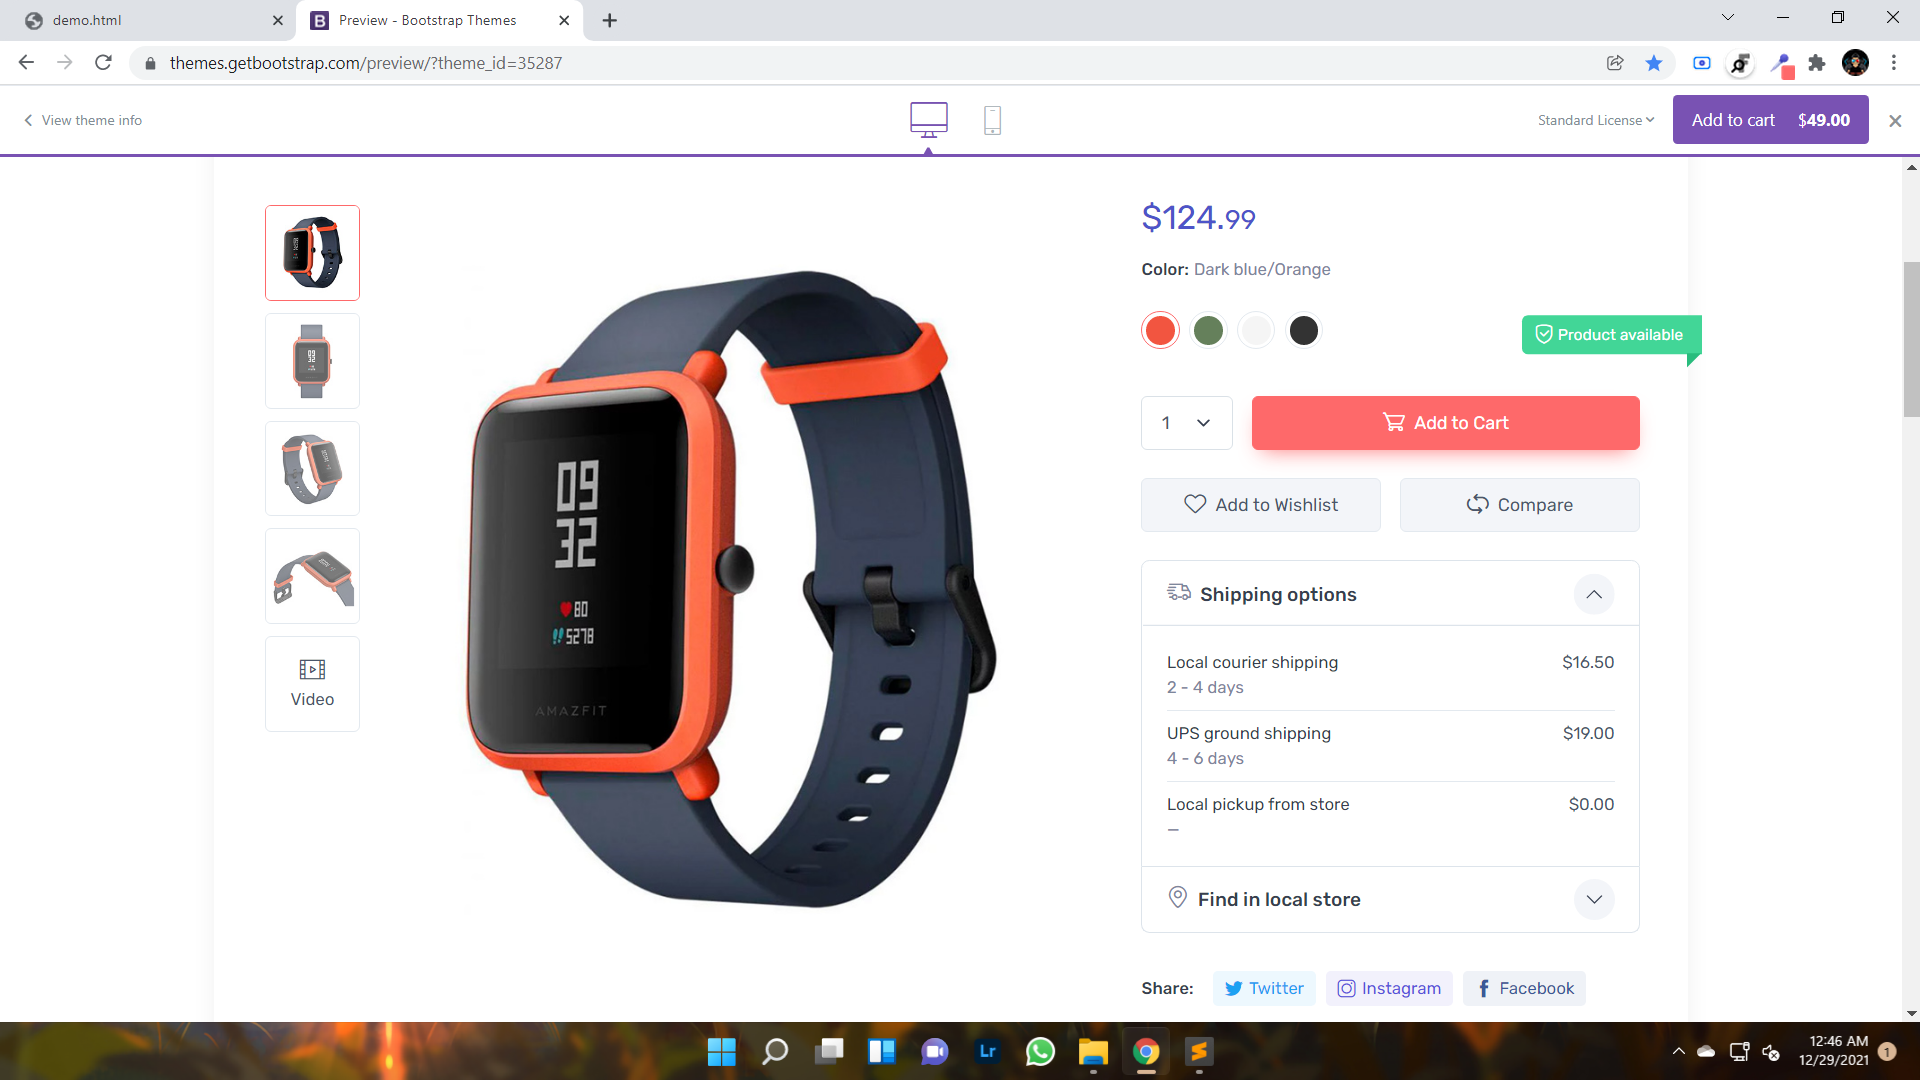 demo.html
Preview - Bootstrap Themes
themes.getbootstrap.com/preview/?theme_id=35287
View theme info
Standard License
Add to cart $49.00
$124.99
Color: Dark blue/Orange
Product available
1
Add to Cart
Add to Wishlist
Compare
Shipping options
Local courier shipping $16.50
2 - 4 days
UPS ground shipping $19.00
4 - 6 days
Local pickup from store $0.00
—
Find in local store
Share: Twitter Instagram Facebook
Video
09
32
80
5278
AMAZFIT
Lr
12:46 AM
12/29/2021
1